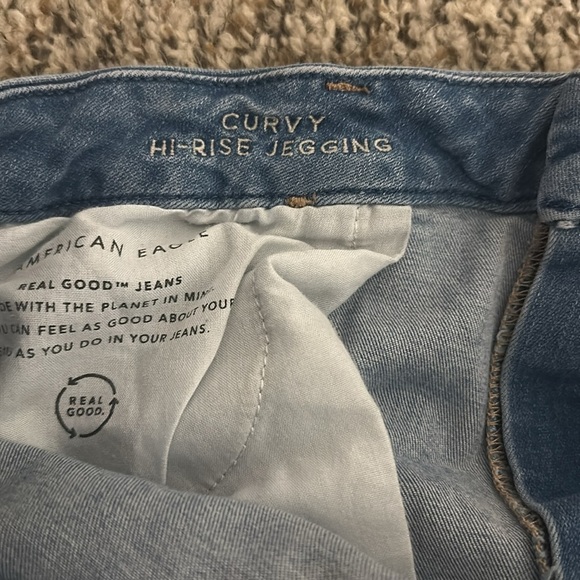 CURVY
HI-RISE JEGGING
AMERICAN EAGLE
REAL GOOD™ JEANS
WITH THE PLANET IN
CAN FEEL AS GOOD ABOUT YOUR
AS YOU DO IN YOUR JEANS.
REAL
GOOD.